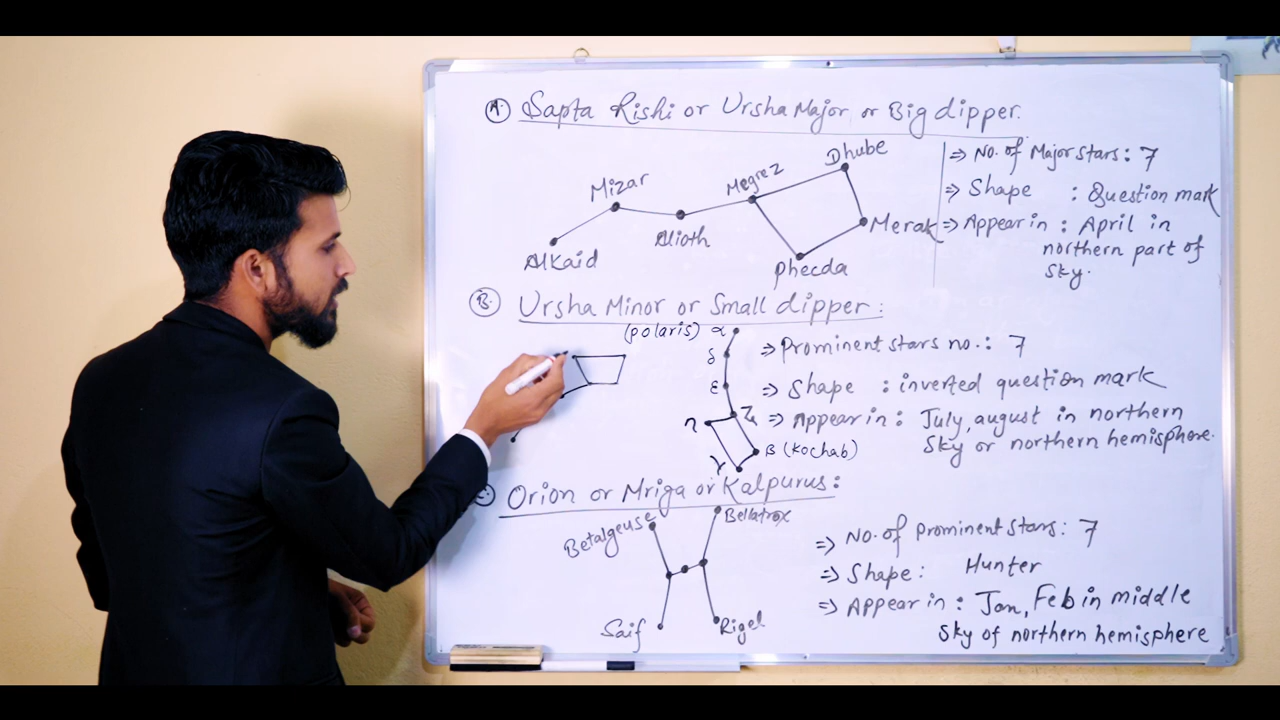 A. Sapta Rishi or Ursha Major or Big dipper.
Dhube
Megrez
Mizar
Alioth
Alkaid
Merak
Phecda
⇒ No. of Major stars: 7
⇒ Shape : Question mark
⇒ Appear in : April in
northern part of
sky.
B. Ursha Minor or Small dipper:
(polaris) α
δ
ε
η
β (Kochab)
γ
⇒ Prominent stars no.: 7
⇒ Shape : inverted question mark
⇒ Appear in : July, august in northern
sky or northern hemisphere.
Orion or Mriga or Kalpurus:
Betalgeuse
Bellatrox
Saif
Rigel
⇒ No. of prominent stars: 7
⇒ Shape: Hunter
⇒ Appear in : Jan, Feb in middle
sky of northern hemisphere